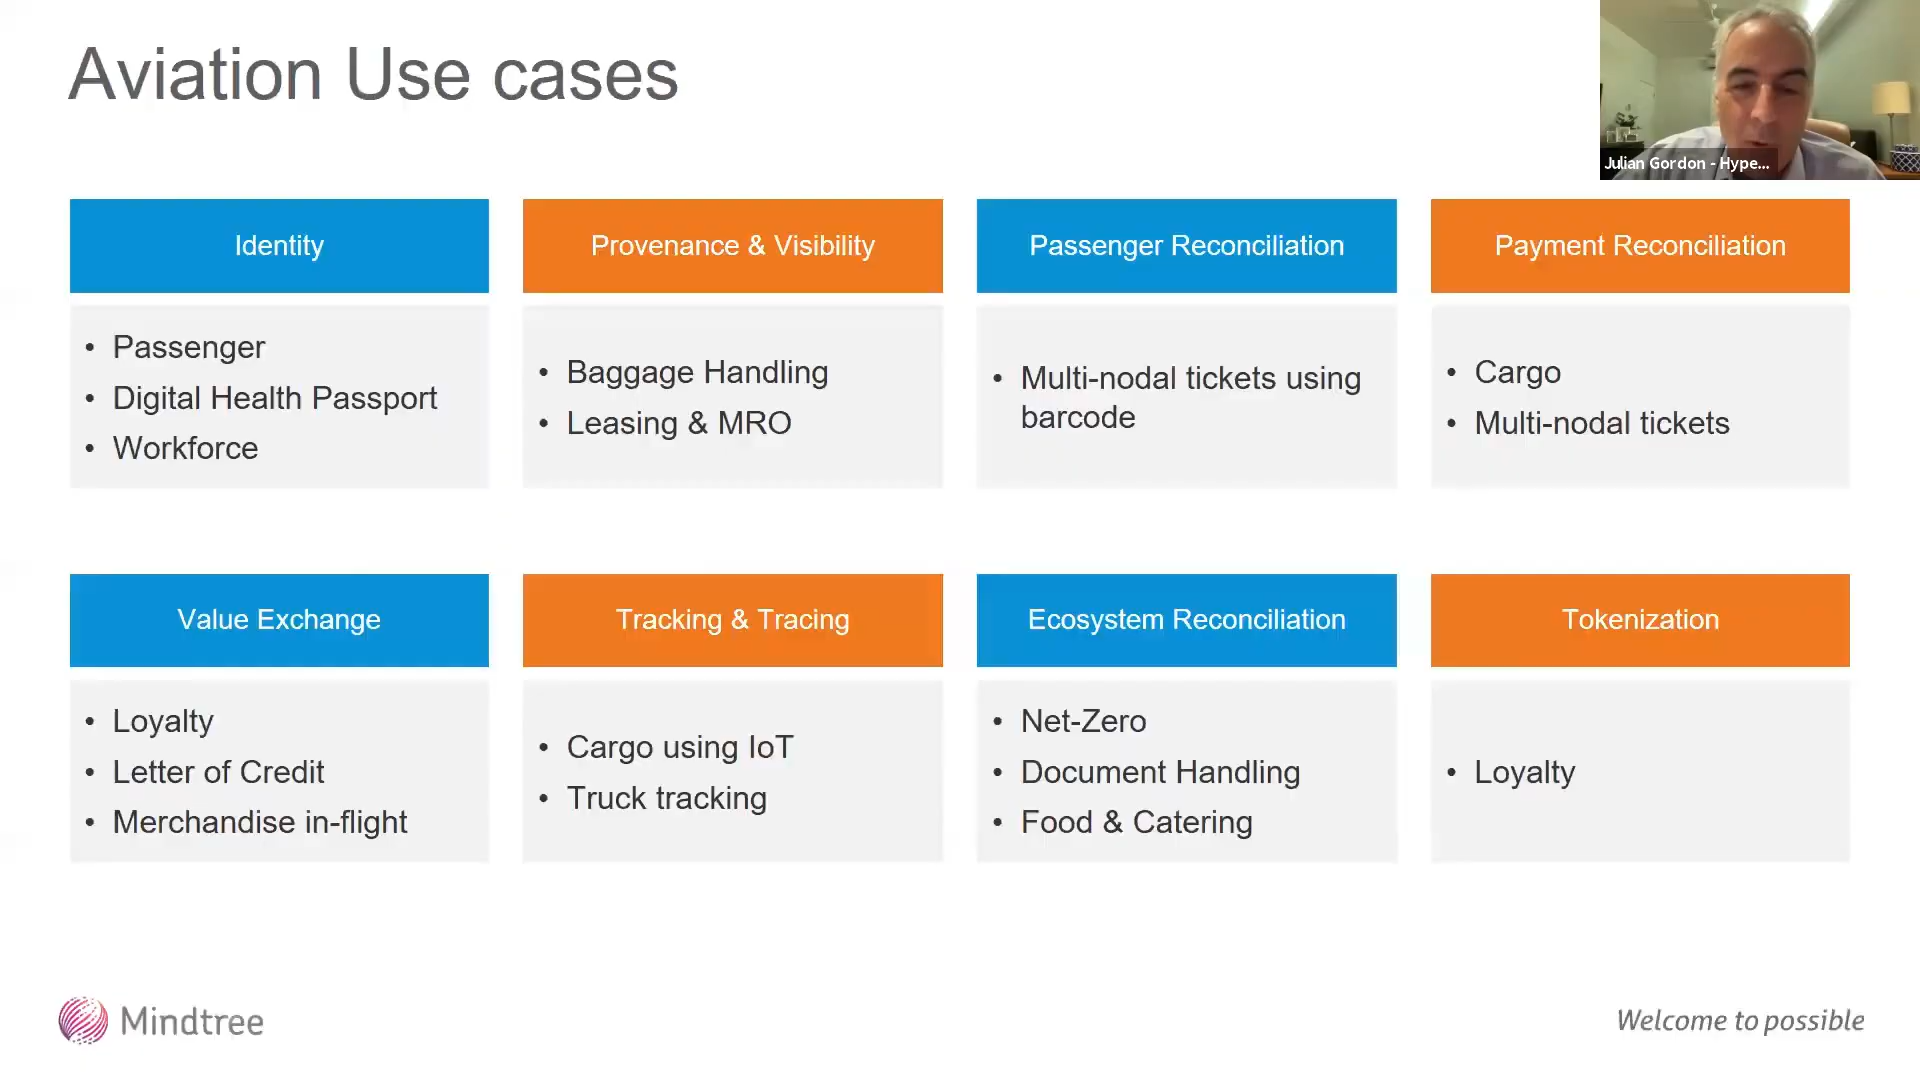 Aviation Use cases
Julian Gordon - Hype...
Identity
Provenance & Visibility
Passenger Reconciliation
Payment Reconciliation
• Passenger
• Digital Health Passport
• Workforce
• Baggage Handling
• Leasing & MRO
• Multi-nodal tickets using
barcode
• Cargo
• Multi-nodal tickets
Value Exchange
Tracking & Tracing
Ecosystem Reconciliation
Tokenization
• Loyalty
• Letter of Credit
• Merchandise in-flight
• Cargo using IoT
• Truck tracking
• Net-Zero
• Document Handling
• Food & Catering
• Loyalty
Mindtree
Welcome to possible